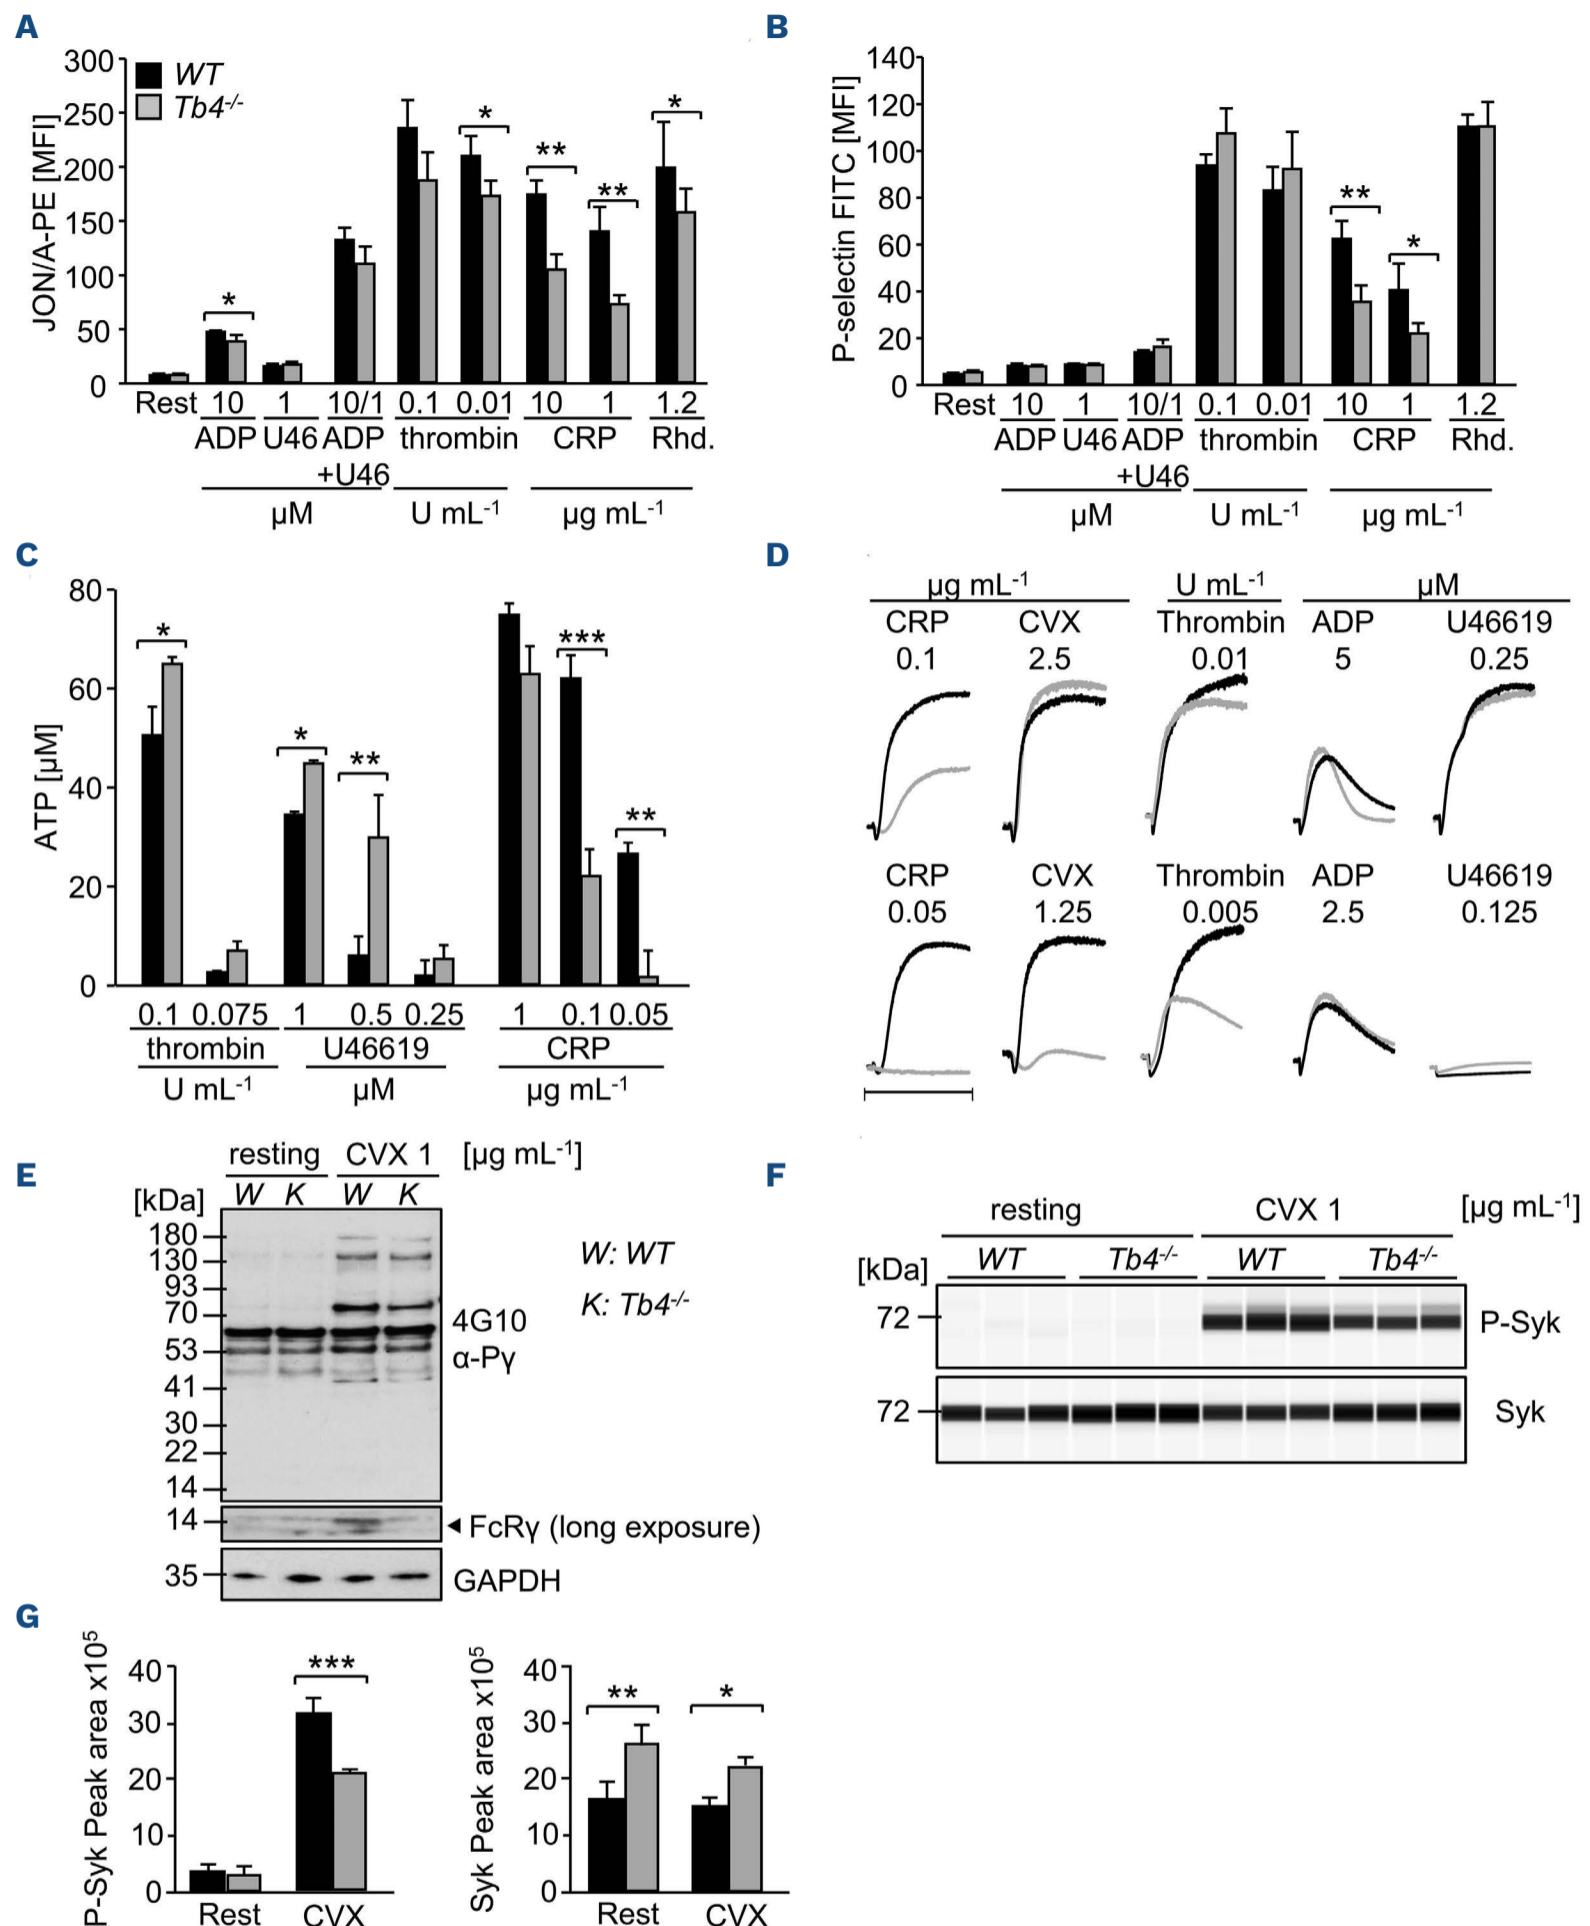 A
JON/A-PE [MFI]
300
250
200
150
100
50
0
WT
Tb4-/-
*
*
**
**
*
Rest 10 1 10/1 0.1 0.01 10 1 1.2
ADP U46 ADP thrombin CRP Rhd.
+U46
µM U mL-1 µg mL-1
B
P-selectin FITC [MFI]
140
120
100
80
60
40
20
0
**
*
Rest 10 1 10/1 0.1 0.01 10 1 1.2
ADP U46 ADP thrombin CRP Rhd.
+U46
µM U mL-1 µg mL-1
C
ATP [µM]
80
60
40
20
0
*
*
**
***
**
0.1 0.075 1 0.5 0.25 1 0.1 0.05
thrombin U46619 CRP
U mL-1 µM µg mL-1
D
µg mL-1 U mL-1 µM
CRP CVX Thrombin ADP U46619
0.1 2.5 0.01 5 0.25
CRP CVX Thrombin ADP U46619
0.05 1.25 0.005 2.5 0.125
E
resting CVX 1 [µg mL-1]
[kDa] W K W K
180
130
93
70
53
41
30
22
14
W: WT
K: Tb4-/-
4G10
α-Pγ
14 FcRγ (long exposure)
35 GAPDH
F
resting CVX 1 [µg mL-1]
[kDa] WT Tb4-/- WT Tb4-/-
72 P-Syk
72 Syk
G
P-Syk Peak area x105
40
30
20
10
0
***
Rest CVX
Syk Peak area x105
40
30
20
10
0
**
*
Rest CVX